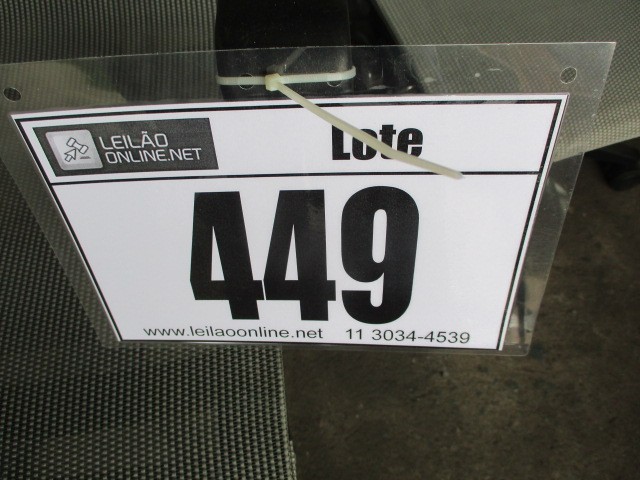 LEILÃO
ONLINE.NET
Lote
449
www.leilaoonline.net 11 3034-4539